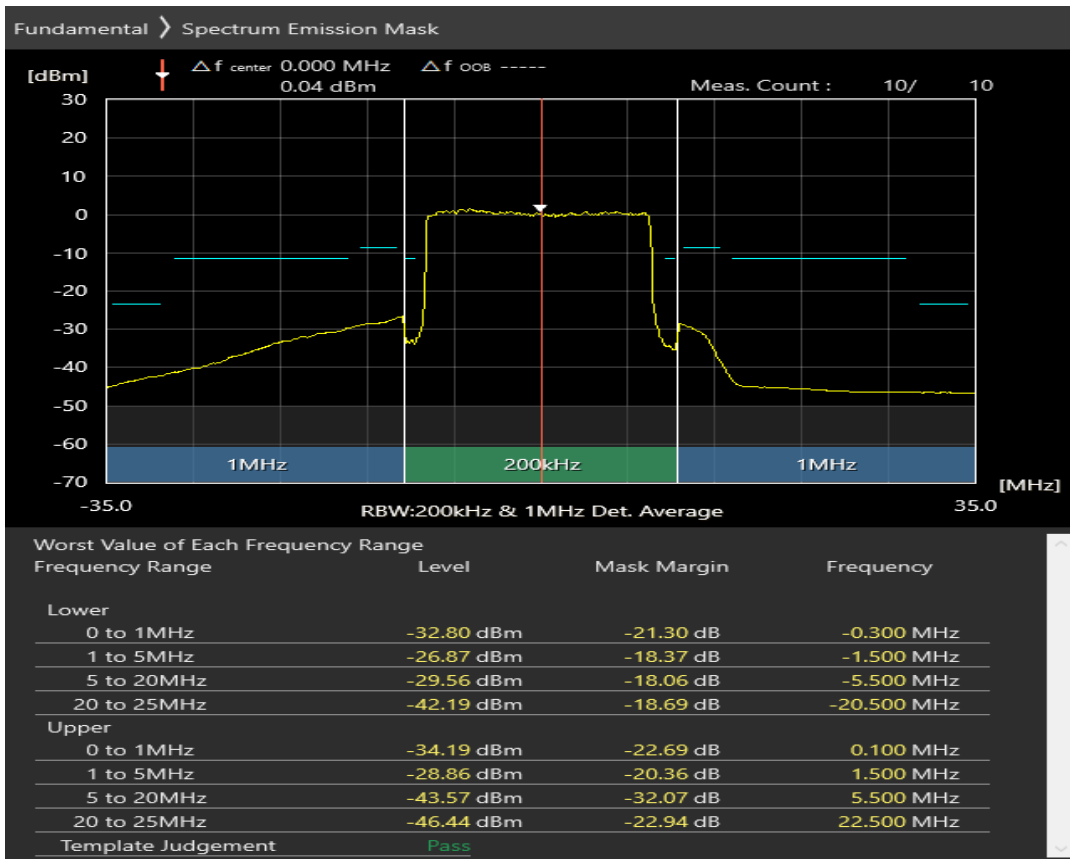 Fundamental ❯ Spectrum Emission Mask
[dBm]
△f center 0.000 MHz △f OOB -----
0.04 dBm
Meas. Count : 10/ 10
30
20
10
0
-10
-20
-30
-40
-50
-60
-70
1MHz 200kHz 1MHz
[MHz]
-35.0 RBW:200kHz & 1MHz Det. Average 35.0
Worst Value of Each Frequency Range
Frequency Range Level Mask Margin Frequency
Lower
0 to 1MHz -32.80 dBm -21.30 dB -0.300 MHz
1 to 5MHz -26.87 dBm -18.37 dB -1.500 MHz
5 to 20MHz -29.56 dBm -18.06 dB -5.500 MHz
20 to 25MHz -42.19 dBm -18.69 dB -20.500 MHz
Upper
0 to 1MHz -34.19 dBm -22.69 dB 0.100 MHz
1 to 5MHz -28.86 dBm -20.36 dB 1.500 MHz
5 to 20MHz -43.57 dBm -32.07 dB 5.500 MHz
20 to 25MHz -46.44 dBm -22.94 dB 22.500 MHz
Template Judgement Pass